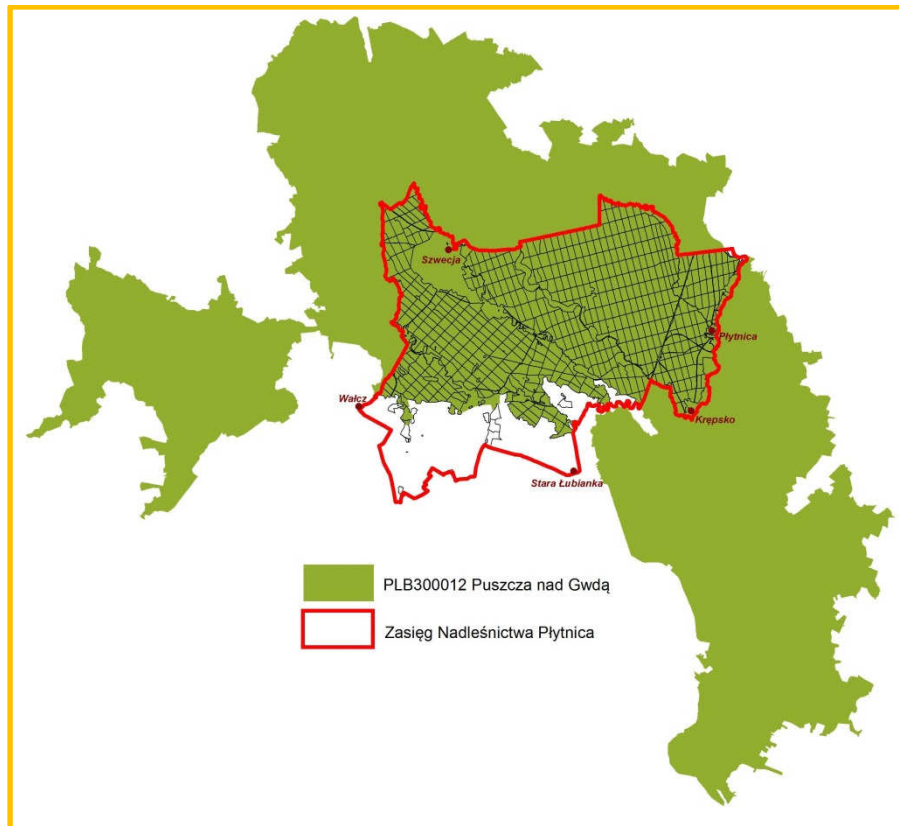 Szwecja
Płytnica
Wałcz
Krępsko
Stara Łubianka
PLB300012 Puszcza nad Gwdą
Zasięg Nadleśnictwa Płytnica